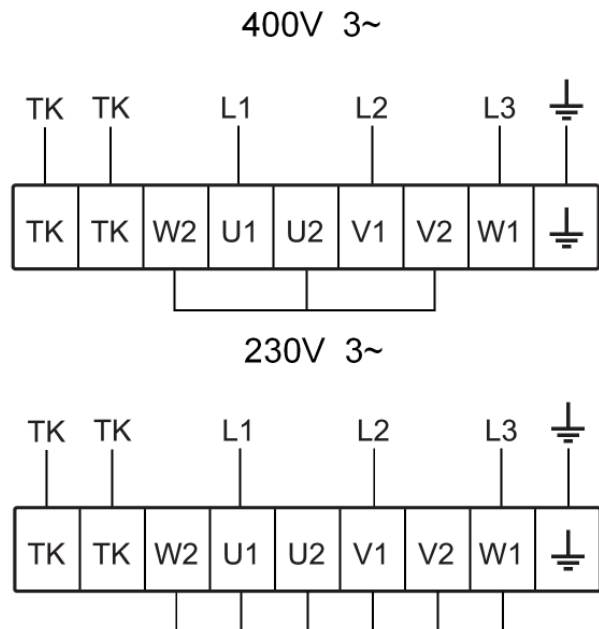 400V 3~
TK TK L1 L2 L3
TK TK W2 U1 U2 V1 V2 W1
230V 3~
TK TK L1 L2 L3
TK TK W2 U1 U2 V1 V2 W1